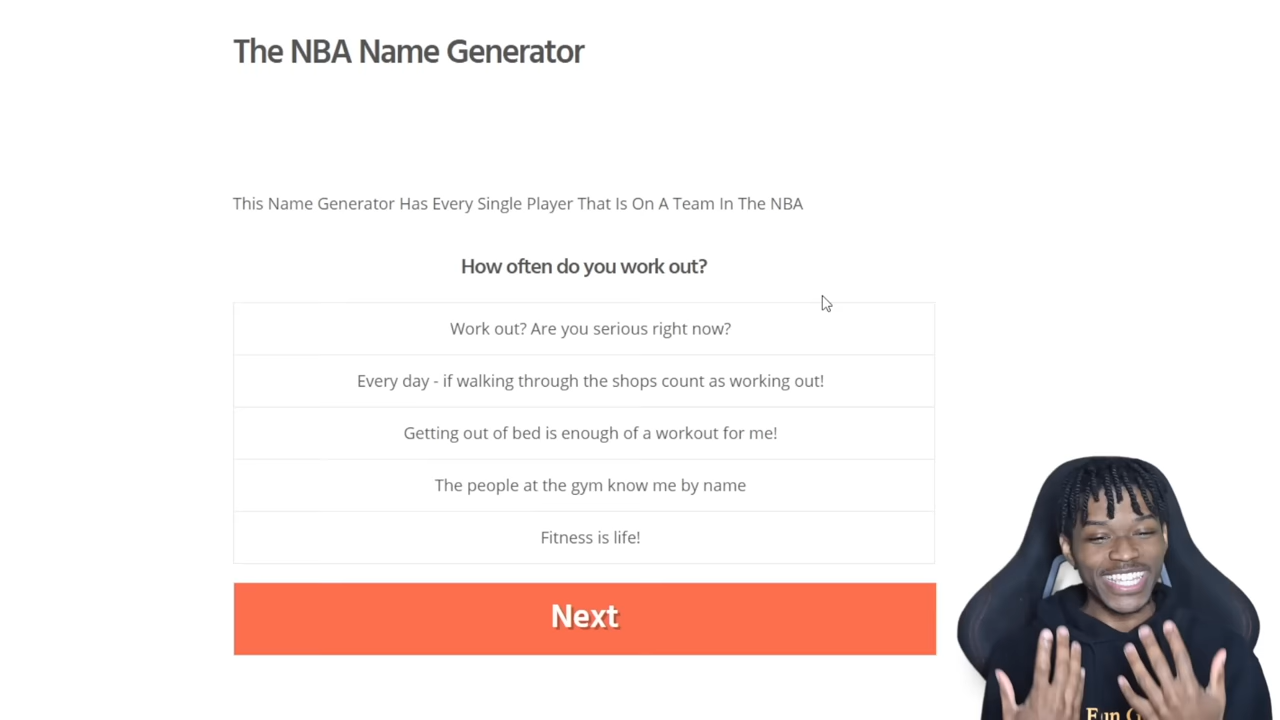 The NBA Name Generator
This Name Generator Has Every Single Player That Is On A Team In The NBA
How often do you work out?
Work out? Are you serious right now?
Every day - if walking through the shops count as working out!
Getting out of bed is enough of a workout for me!
The people at the gym know me by name
Fitness is life!
Next